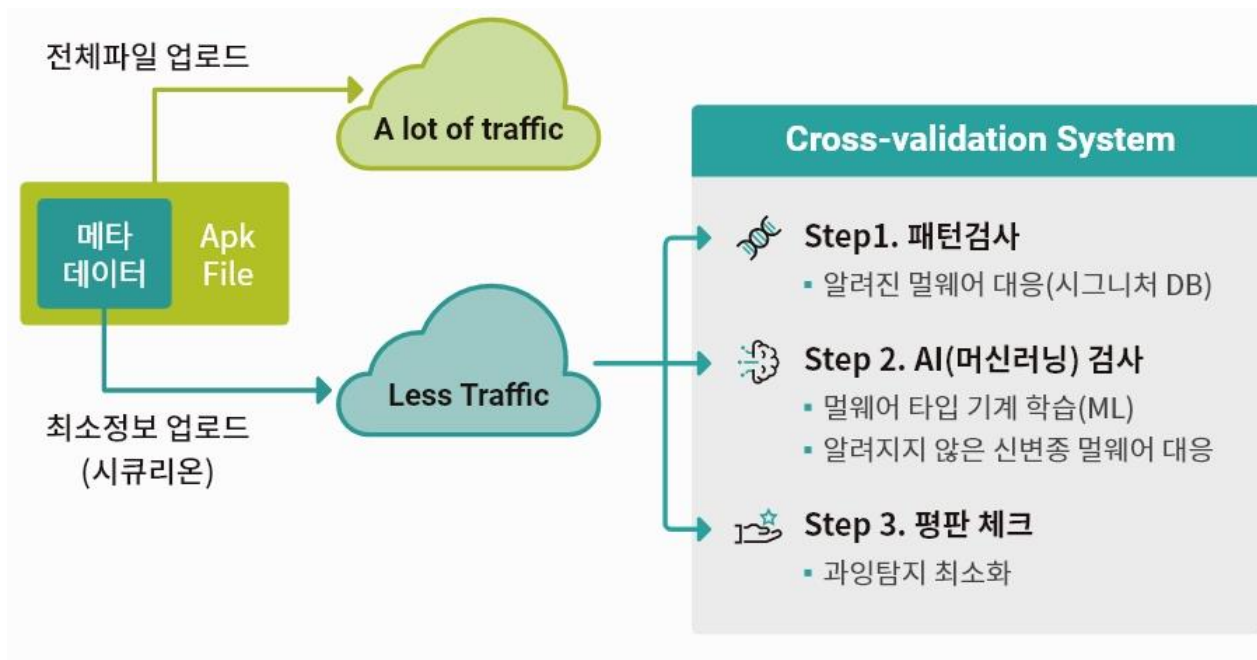 전체파일 업로드
A lot of traffic
메타
데이터
Apk
File
최소정보 업로드
(시큐리온)
Less Traffic
Cross-validation System
Step1. 패턴검사
▪ 알려진 멀웨어 대응(시그니처 DB)
Step 2. AI(머신러닝) 검사
▪ 멀웨어 타입 기계 학습(ML)
▪ 알려지지 않은 신변종 멀웨어 대응
Step 3. 평판 체크
▪ 과잉탐지 최소화